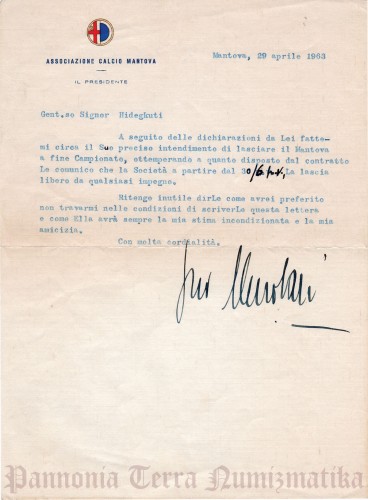 ASSOCIAZIONE CALCIO MANTOVA
IL PRESIDENTE
Mantova, 29 aprile 1963
Gent.so Signor Hidegkuti
A seguito delle dichiarazioni da Lei fatte-
mi circa il Suo preciso intendimento di lasciare il Mantova
a fine Campionato, ottemperando a quanto disposto dal contratto
Le comunico che la Società a partire dal 30/6 La lascia
libero da qualsiasi impegno.
Ritengo inutile dirLe come avrei preferito
non travarmi nelle condizioni di scriverLe questa lettera
e come Ella avrà sempre la mia stima incondizionata e la mia
amicizia.
Con molta cordialità.
Pannonia Terra Numizmatika